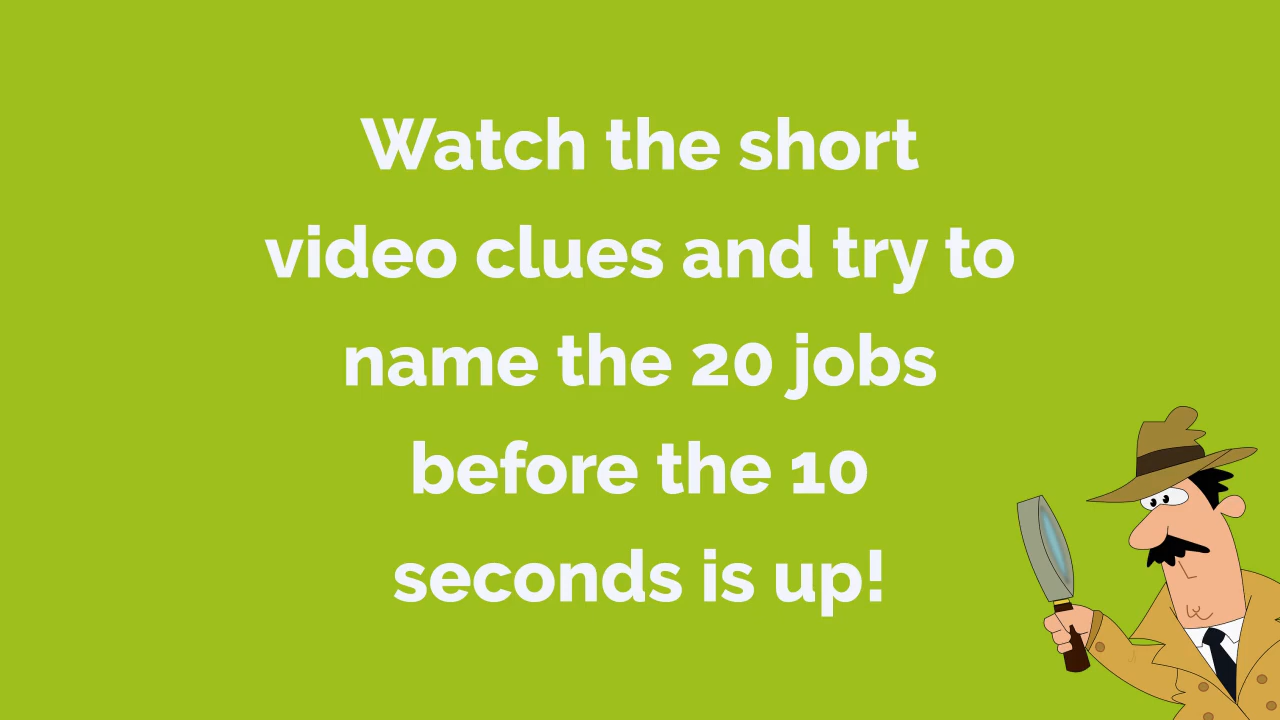 Watch the short
video clues and try to
name the 20 jobs
before the 10
seconds is up!